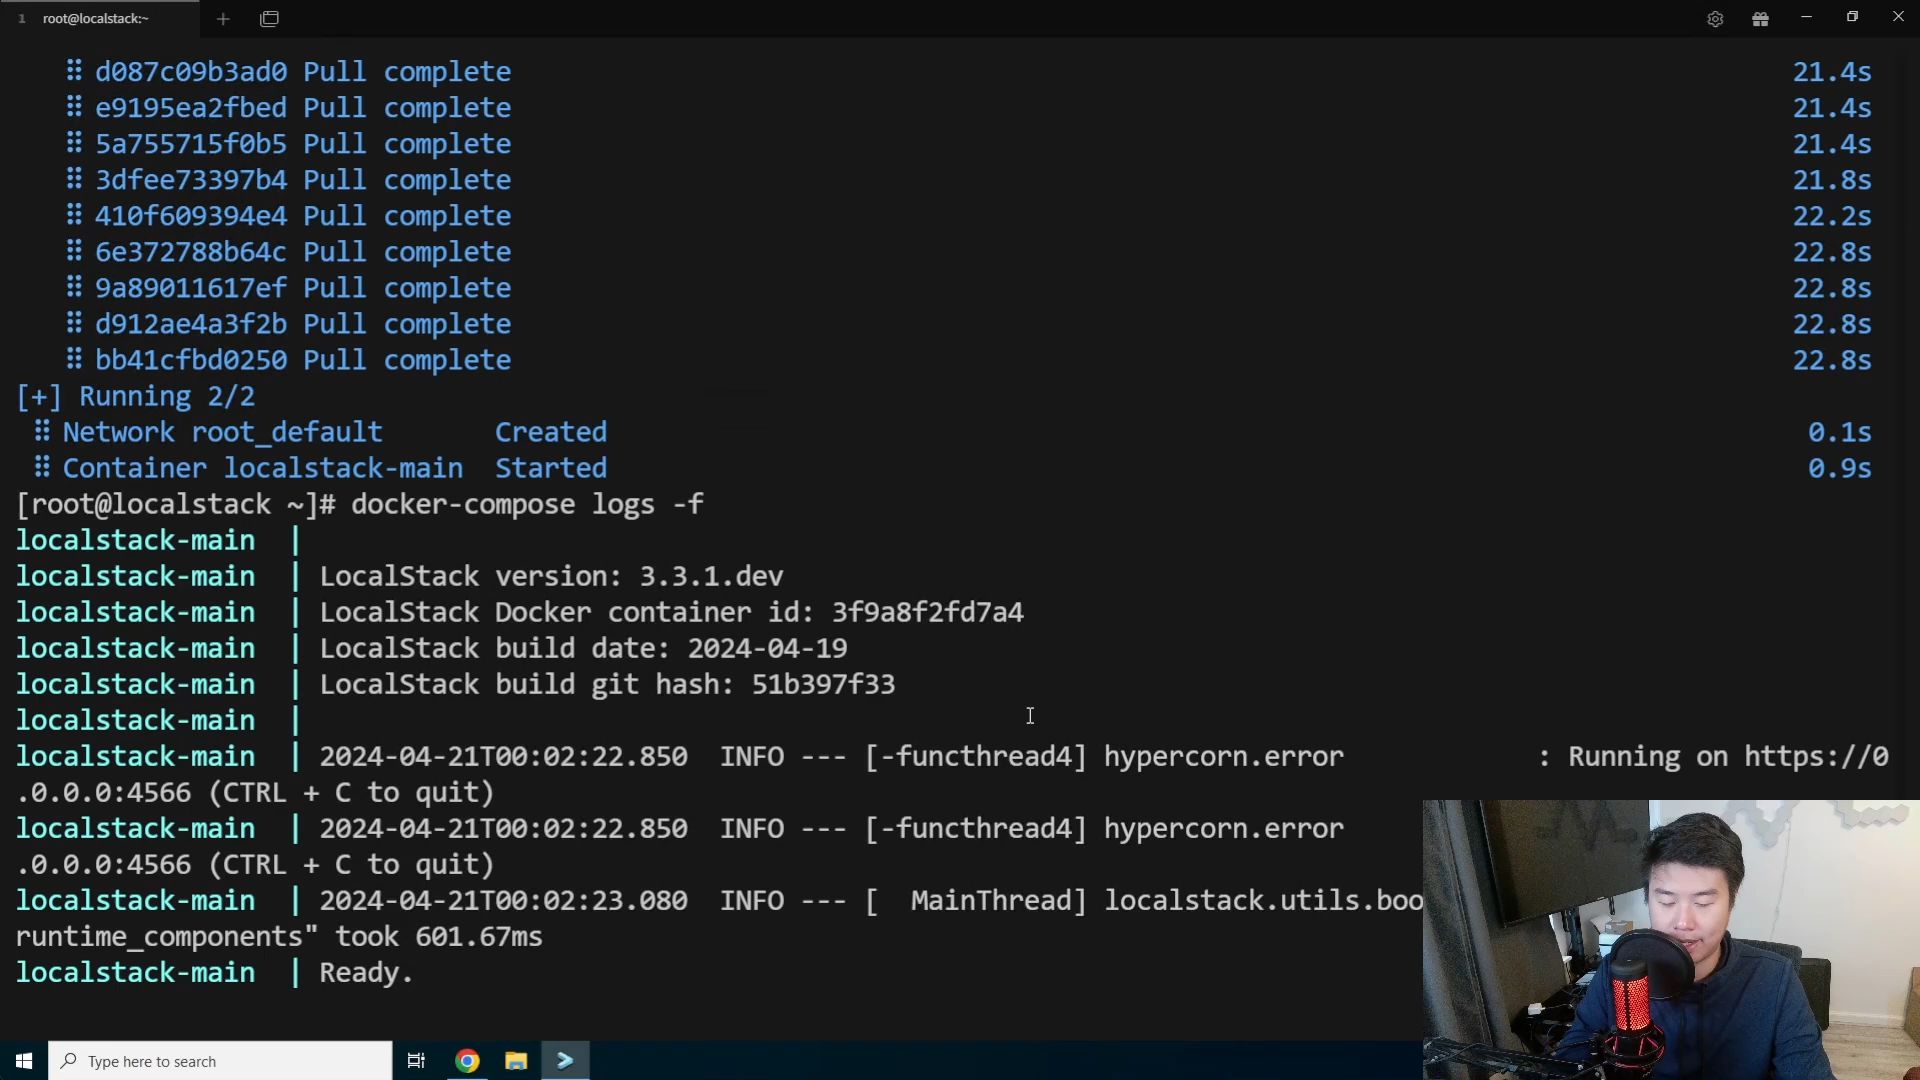 1 root@localstack:~
d087c09b3ad0 Pull complete 21.4s
e9195ea2fbed Pull complete 21.4s
5a755715f0b5 Pull complete 21.4s
3dfee73397b4 Pull complete 21.8s
410f609394e4 Pull complete 22.2s
6e372788b64c Pull complete 22.8s
9a89011617ef Pull complete 22.8s
d912ae4a3f2b Pull complete 22.8s
bb41cfbd0250 Pull complete 22.8s
[+] Running 2/2
Network root_default Created 0.1s
Container localstack-main Started 0.9s
[root@localstack ~]# docker-compose logs -f
localstack-main |
localstack-main | LocalStack version: 3.3.1.dev
localstack-main | LocalStack Docker container id: 3f9a8f2fd7a4
localstack-main | LocalStack build date: 2024-04-19
localstack-main | LocalStack build git hash: 51b397f33
localstack-main |
localstack-main | 2024-04-21T00:02:22.850 INFO --- [-functhread4] hypercorn.error : Running on https://0
.0.0.0:4566 (CTRL + C to quit)
localstack-main | 2024-04-21T00:02:22.850 INFO --- [-functhread4] hypercorn.error
.0.0.0:4566 (CTRL + C to quit)
localstack-main | 2024-04-21T00:02:23.080 INFO --- [ MainThread] localstack.utils.boo
runtime_components" took 601.67ms
localstack-main | Ready.
Type here to search